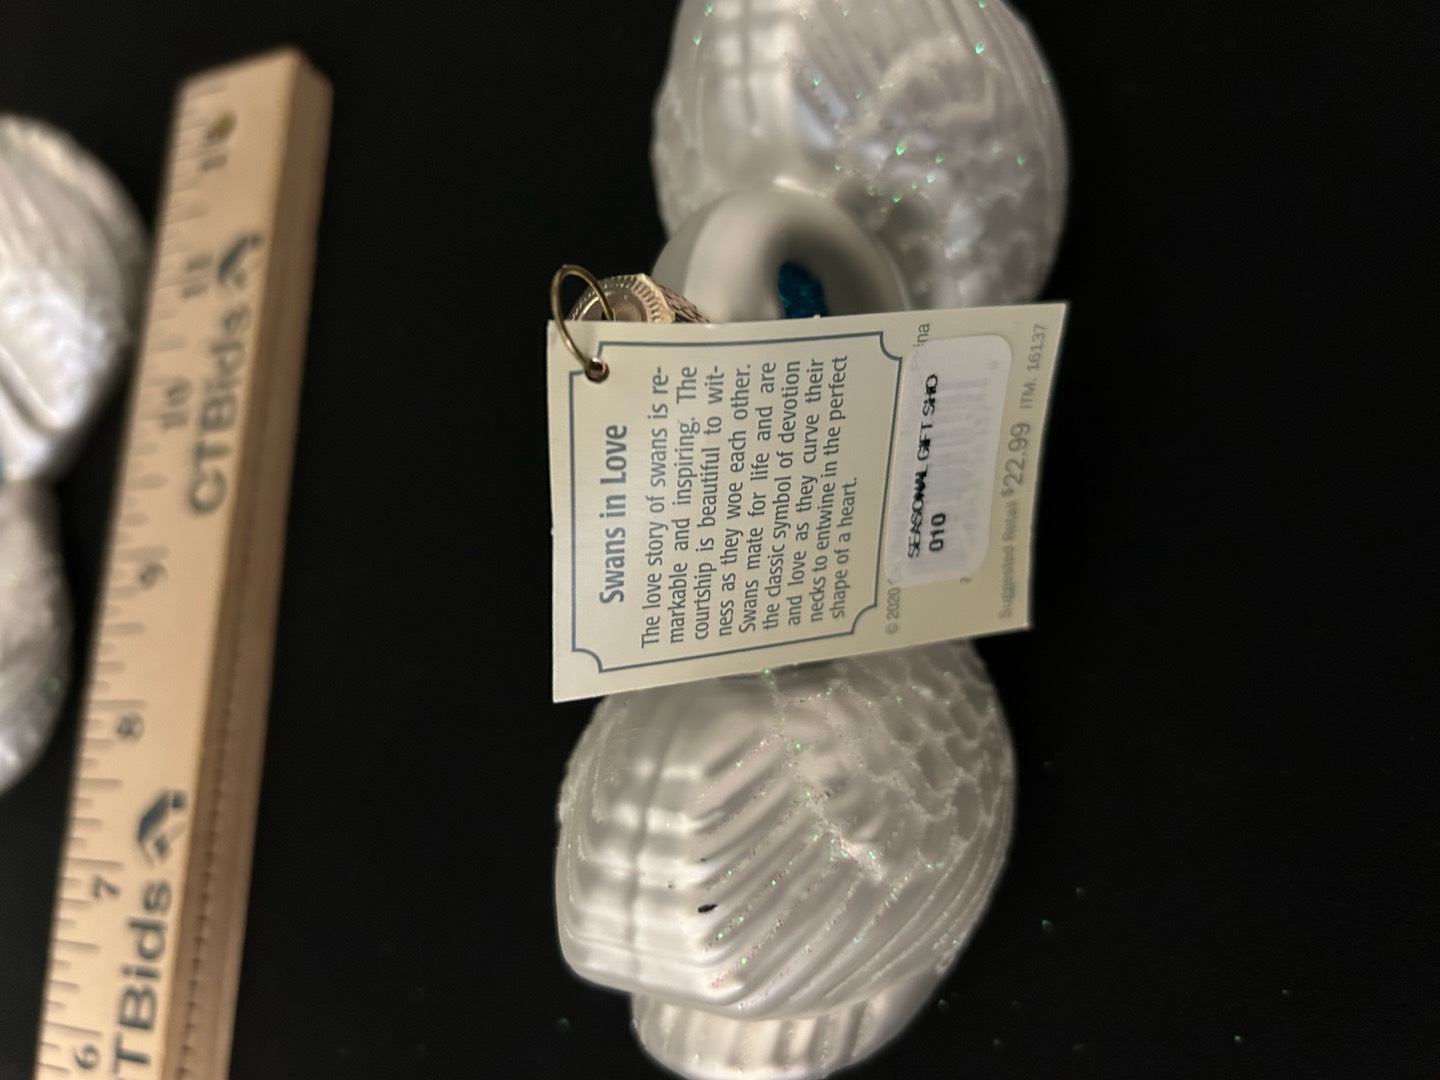 Swans in Love
The love story of swans is re-
markable and inspiring. The
courtship is beautiful to wit-
ness as they woe each other.
Swans mate for life and are
the classic symbol of devotion
and love as they curve their
necks to entwine in the perfect
shape of a heart.
© 2020
ina
SEASONAL GIFT SHO
010
Suggested Retail $22.99 ITM. 16137
6 7 8 9 10 11
TBids
CTBids